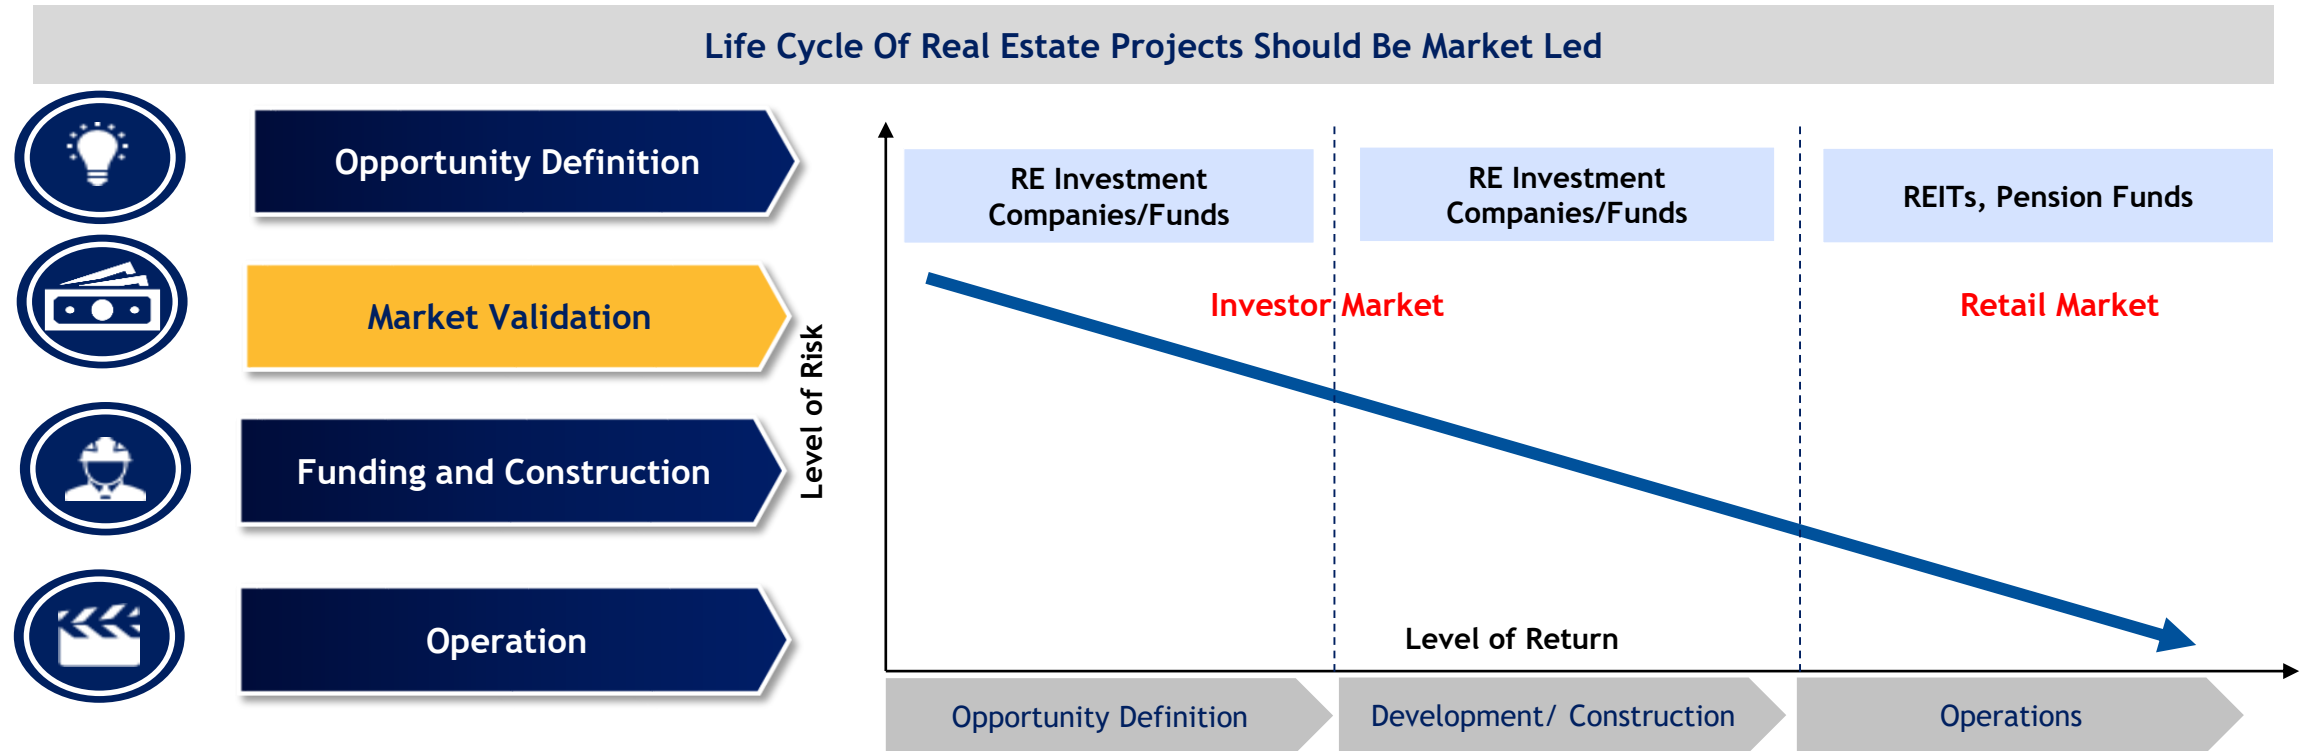 Life Cycle Of Real Estate Projects Should Be Market Led
Opportunity Definition
Market Validation
Funding and Construction
Operation
Level of Risk
RE Investment
Companies/Funds
RE Investment
Companies/Funds
REITs, Pension Funds
Investor Market
Retail Market
Level of Return
Opportunity Definition
Development/ Construction
Operations